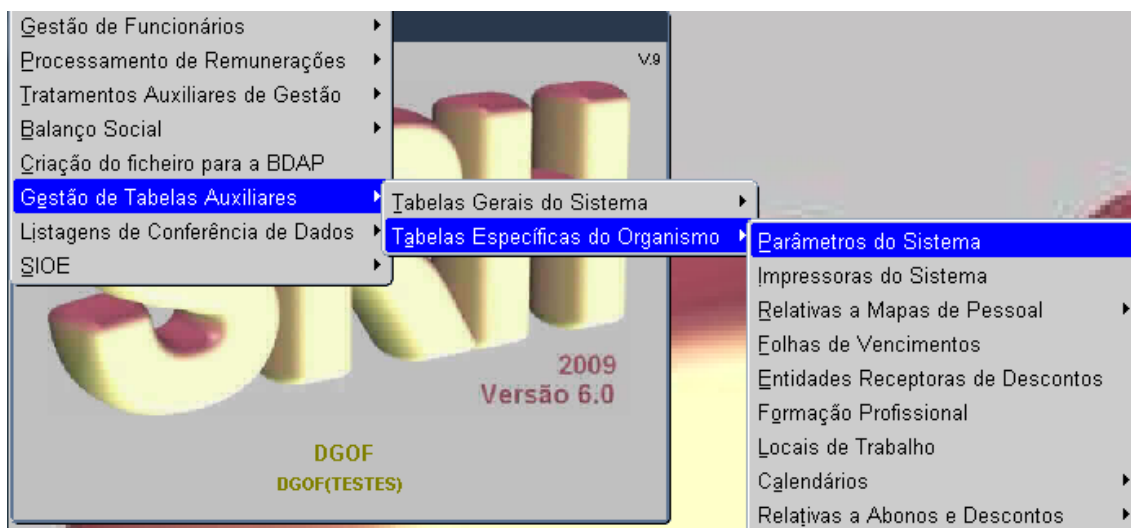 Gestão de Funcionários
Processamento de Remunerações
Tratamentos Auxiliares de Gestão
Balanço Social
Criação do ficheiro para a BDAP
Gestão de Tabelas Auxiliares
Listagens de Conferência de Dados
SIOE
Tabelas Gerais do Sistema
Tabelas Específicas do Organismo
Parâmetros do Sistema
Impressoras do Sistema
Relativas a Mapas de Pessoal
Folhas de Vencimentos
Entidades Receptoras de Descontos
Formação Profissional
Locais de Trabalho
Calendários
Relativas a Abonos e Descontos
V.9
SRH
2009
Versão 6.0
DGOF
DGOF(TESTES)